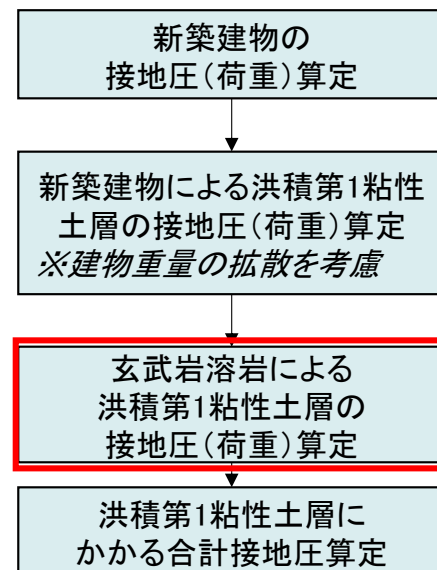 新築建物の
接地圧(荷重)算定
新築建物による洪積第1粘性
土層の接地圧(荷重)算定
※建物重量の拡散を考慮
玄武岩溶岩による
洪積第1粘性土層の
接地圧(荷重)算定
洪積第1粘性土層に
かかる合計接地圧算定